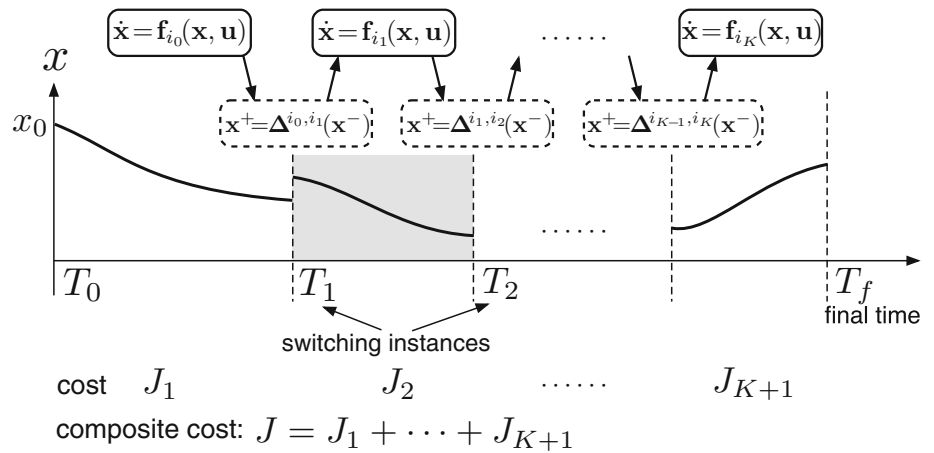 ẋ = f_{i_0}(x, u) ẋ = f_{i_1}(x, u) ...... ẋ = f_{i_K}(x, u)
x
x⁺=Δ^{i_0,i_1}(x⁻) x⁺=Δ^{i_1,i_2}(x⁻) x⁺=Δ^{i_{K-1},i_K}(x⁻)
x_0
......
T_0 T_1 T_2 T_f
final time
switching instances
cost J_1 J_2 ...... J_{K+1}
composite cost: J = J_1 + ··· + J_{K+1}